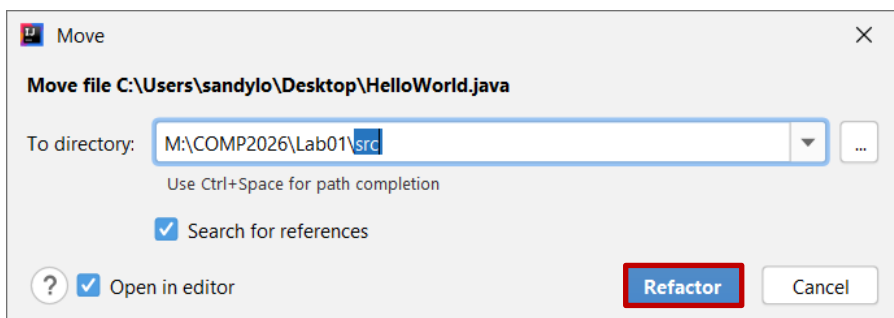 Move
Move file C:\Users\sandylo\Desktop\HelloWorld.java
To directory: M:\COMP2026\Lab01\src ...
Use Ctrl+Space for path completion
Search for references
? Open in editor Refactor Cancel